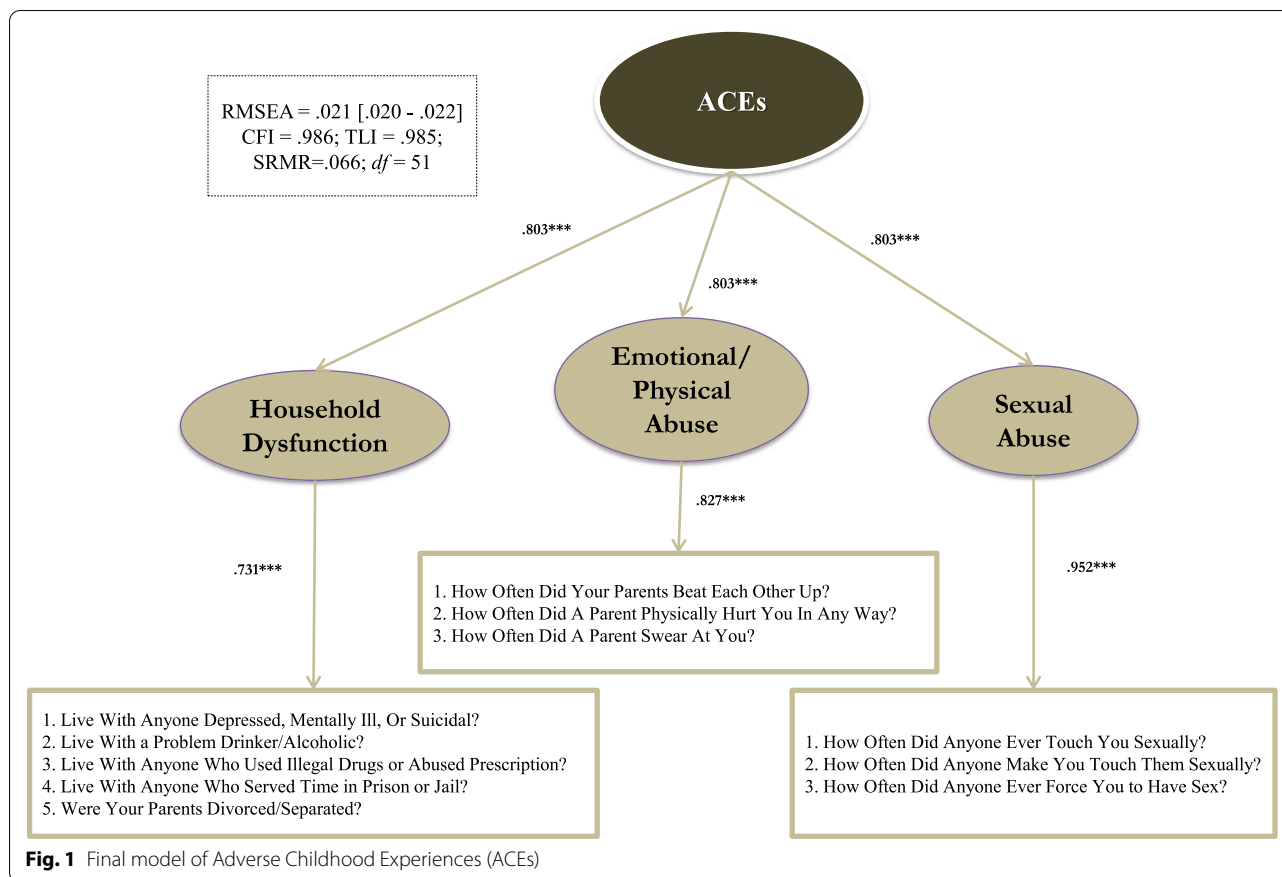 RMSEA = .021 [.020 - .022]
CFI = .986; TLI = .985;
SRMR=.066; df = 51
ACEs
.803***
.803***
.803***
Household
Dysfunction
Emotional/
Physical
Abuse
Sexual
Abuse
.731***
.827***
.952***
1. How Often Did Your Parents Beat Each Other Up?
2. How Often Did A Parent Physically Hurt You In Any Way?
3. How Often Did A Parent Swear At You?
1. Live With Anyone Depressed, Mentally Ill, Or Suicidal?
2. Live With a Problem Drinker/Alcoholic?
3. Live With Anyone Who Used Illegal Drugs or Abused Prescription?
4. Live With Anyone Who Served Time in Prison or Jail?
5. Were Your Parents Divorced/Separated?
1. How Often Did Anyone Ever Touch You Sexually?
2. How Often Did Anyone Make You Touch Them Sexually?
3. How Often Did Anyone Ever Force You to Have Sex?
Fig. 1 Final model of Adverse Childhood Experiences (ACEs)